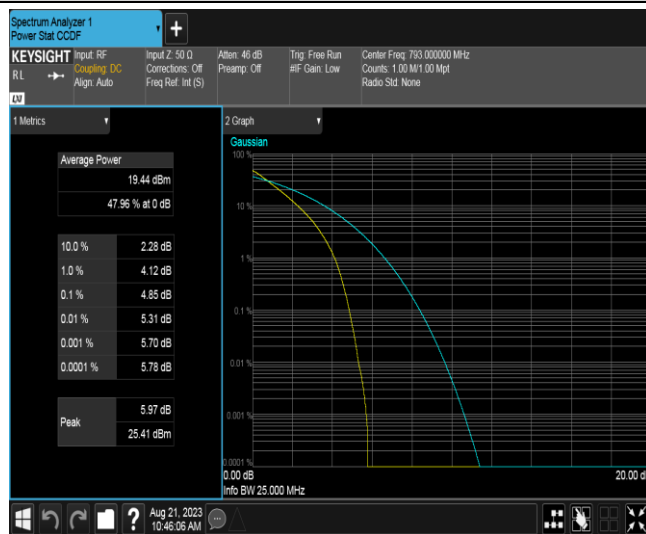 Spectrum Analyzer 1
Power Stat CCDF
+
KEYSIGHT
RL
LXI
Input: RF
Coupling: DC
Align: Auto
Input Z: 50 Ω
Corrections: Off
Freq Ref: Int (S)
Atten: 46 dB
Preamp: Off
Trig: Free Run
#IF Gain: Low
Center Freq: 793.000000 MHz
Counts: 1.00 M/1.00 Mpt
Radio Std: None
1 Metrics
Average Power
19.44 dBm
47.96 % at 0 dB
10.0 % 2.28 dB
1.0 % 4.12 dB
0.1 % 4.85 dB
0.01 % 5.31 dB
0.001 % 5.70 dB
0.0001 % 5.78 dB
Peak
5.97 dB
25.41 dBm
2 Graph
Gaussian
100 %
10 %
1 %
0.1 %
0.01 %
0.001 %
0.0001 %
0.00 dB
20.00 d
Info BW 25.000 MHz
?
Aug 21, 2023
10:46:06 AM